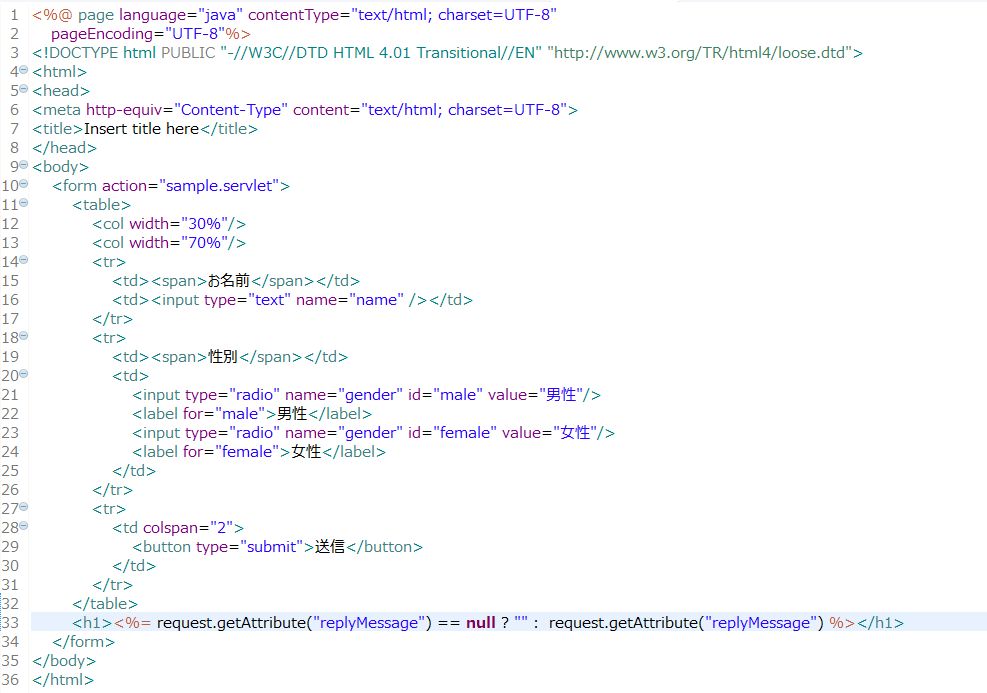 1 <%@ page language="java" contentType="text/html; charset=UTF-8"
2     pageEncoding="UTF-8"%>
3 <!DOCTYPE html PUBLIC "-//W3C//DTD HTML 4.01 Transitional//EN" "http://www.w3.org/TR/html4/loose.dtd">
4 <html>
5 <head>
6 <meta http-equiv="Content-Type" content="text/html; charset=UTF-8">
7 <title>Insert title here</title>
8 </head>
9 <body>
10     <form action="sample.servlet">
11         <table>
12             <col width="30%"/>
13             <col width="70%"/>
14             <tr>
15                 <td><span>お名前</span></td>
16                 <td><input type="text" name="name" /></td>
17             </tr>
18             <tr>
19                 <td><span>性別</span></td>
20                 <td>
21                     <input type="radio" name="gender" id="male" value="男性"/>
22                     <label for="male">男性</label>
23                     <input type="radio" name="gender" id="female" value="女性"/>
24                     <label for="female">女性</label>
25                 </td>
26             </tr>
27             <tr>
28                 <td colspan="2">
29                     <button type="submit">送信</button>
30                 </td>
31             </tr>
32         </table>
33         <h1><%= request.getAttribute("replyMessage") == null ? "" :  request.getAttribute("replyMessage") %></h1>
34     </form>
35 </body>
36 </html>